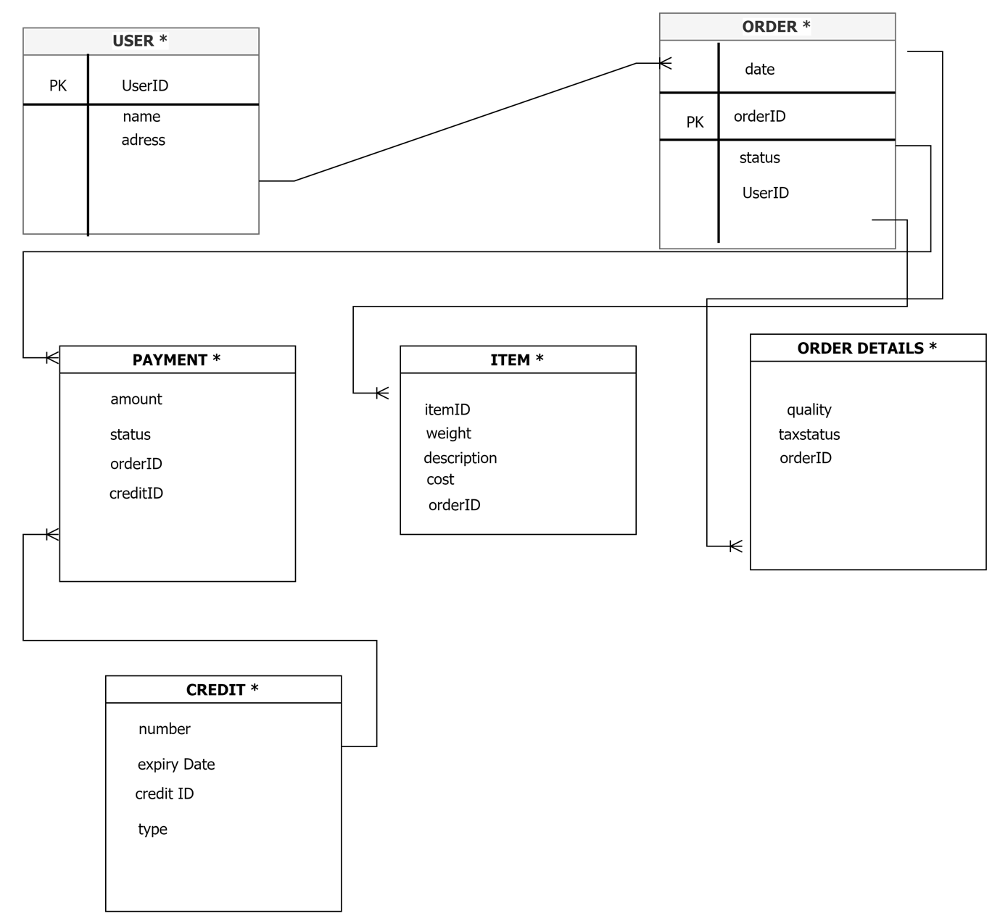 USER *
PK UserID
name
adress
ORDER *
date
PK orderID
status
UserID
PAYMENT *
amount
status
orderID
creditID
ITEM *
itemID
weight
description
cost
orderID
ORDER DETAILS *
quality
taxstatus
orderID
CREDIT *
number
expiry Date
credit ID
type